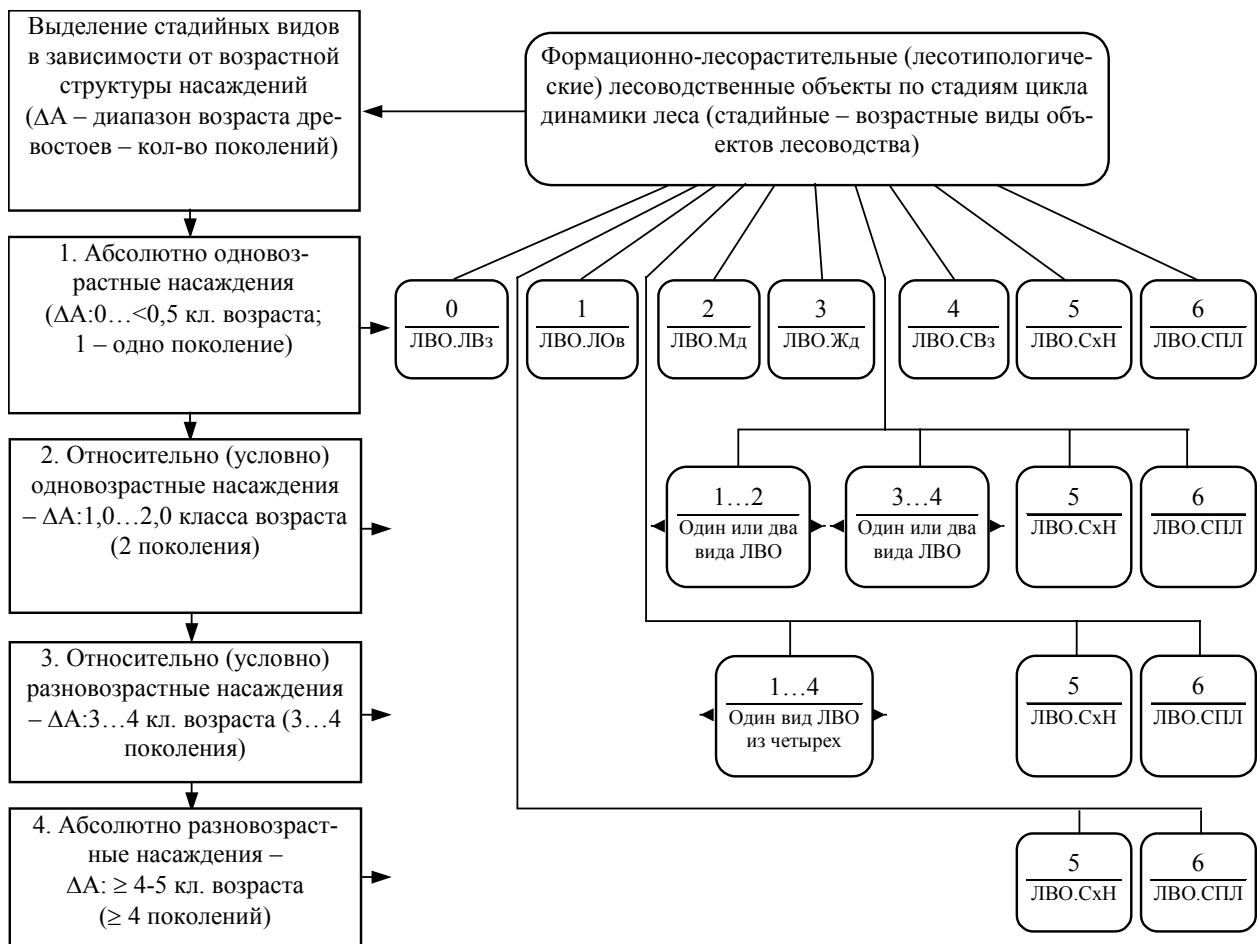 Выделение стадийных видов
в зависимости от возрастной
структуры насаждений
(ΔА – диапазон возраста дре-
востоев – кол-во поколений)
Формационно-лесорастительные (лесотипологиче-
ские) лесоводственные объекты по стадиям цикла
динамики леса (стадийные – возрастные виды объ-
ектов лесоводства)
1. Абсолютно одновоз-
растные насаждения
(ΔА:0…<0,5 кл. возраста;
1 – одно поколение)
0
ЛВО.ЛВз
1
ЛВО.ЛОв
2
ЛВО.Мд
3
ЛВО.Жд
4
ЛВО.СВз
5
ЛВО.СхН
6
ЛВО.СПЛ
2. Относительно (условно)
одновозрастные насаждения
– ΔА:1,0…2,0 класса возраста
(2 поколения)
1…2
Один или два
вида ЛВО
3…4
Один или два
вида ЛВО
5
ЛВО.СхН
6
ЛВО.СПЛ
3. Относительно (условно)
разновозрастные насаждения
– ΔА:3…4 кл. возраста (3…4
поколения)
1…4
Один вид ЛВО
из четырех
5
ЛВО.СхН
6
ЛВО.СПЛ
4. Абсолютно разновозраст-
ные насаждения –
ΔА: ≥ 4-5 кл. возраста
(≥ 4 поколений)
5
ЛВО.СхН
6
ЛВО.СПЛ